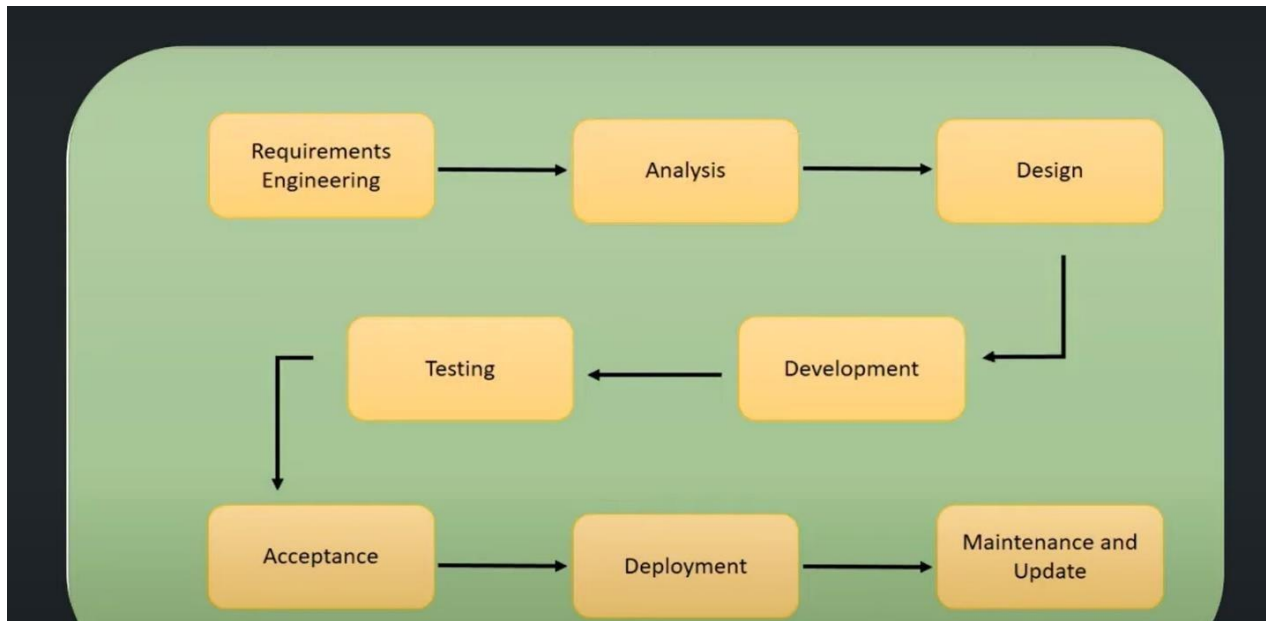 Requirements
Engineering
Analysis
Design
Testing
Development
Acceptance
Deployment
Maintenance and
Update